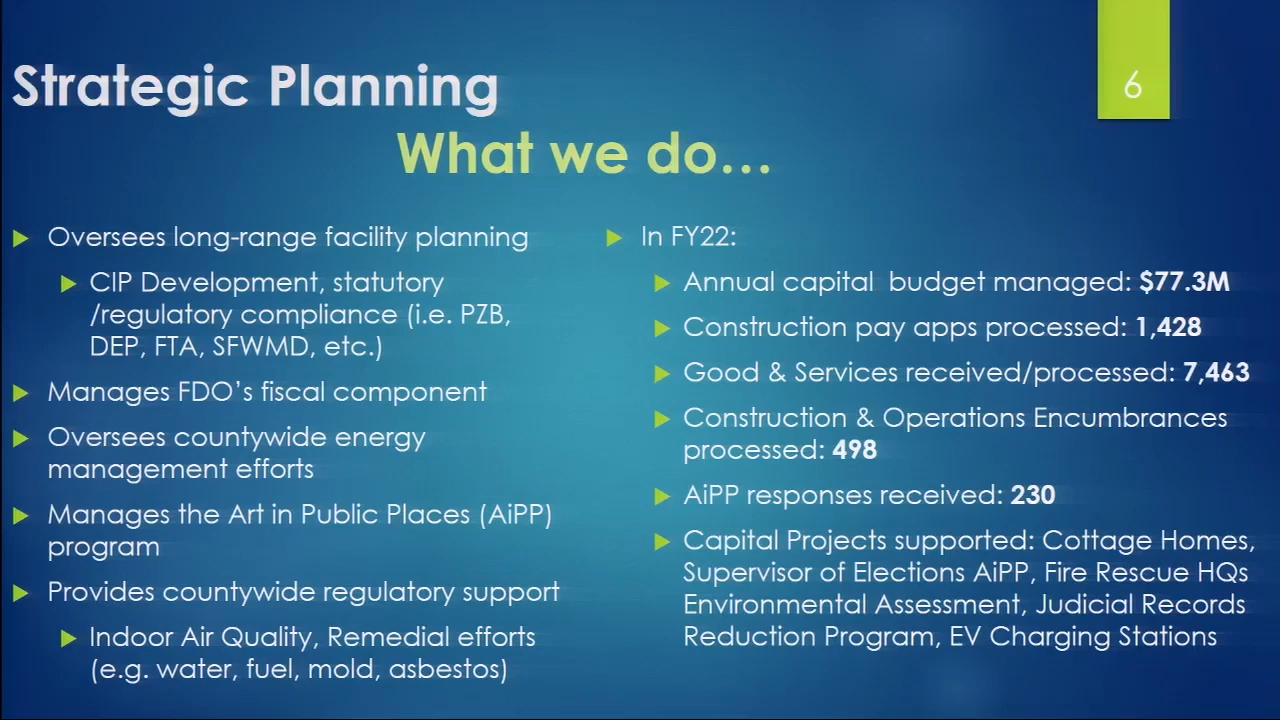 Strategic Planning
6
What we do...
Oversees long-range facility planning
CIP Development, statutory
/regulatory compliance (i.e. PZB,
DEP, FTA, SFWMD, etc.)
Manages FDO's fiscal component
Oversees countywide energy
management efforts
Manages the Art in Public Places (AiPP)
program
Provides countywide regulatory support
Indoor Air Quality, Remedial efforts
(e.g. water, fuel, mold, asbestos)
In FY22:
Annual capital  budget managed: $77.3M
Construction pay apps processed: 1,428
Good & Services received/processed: 7,463
Construction & Operations Encumbrances
processed: 498
AiPP responses received: 230
Capital Projects supported: Cottage Homes,
Supervisor of Elections AiPP, Fire Rescue HQs
Environmental Assessment, Judicial Records
Reduction Program, EV Charging Stations